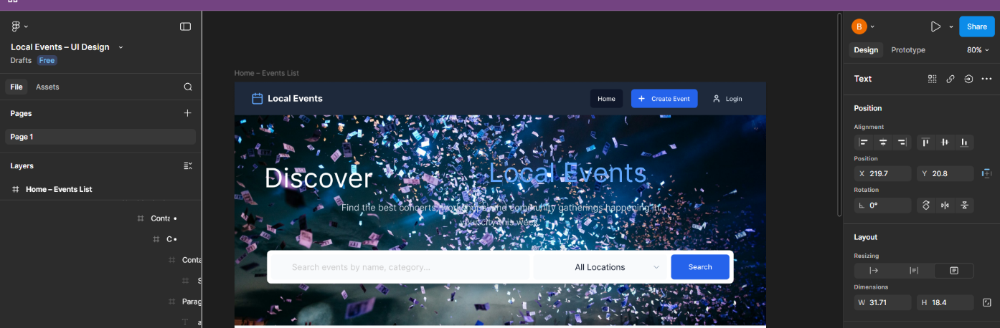 Local Events – UI Design
Drafts Free
File Assets
Pages
Page 1
Layers
Home – Events List
Conta
C
Conta
S
Parag
Home – Events List
Local Events
Home
Create Event
Login
Discover
Local Events
Find the best concerts, workshops, and community gatherings happening in
your city this week.
Search events by name, category...
All Locations
Search
B
Share
Design Prototype 80%
Text
Position
Alignment
Position
X 219.7 Y 20.8
Rotation
0°
Layout
Resizing
Dimensions
W 31.71 H 18.4